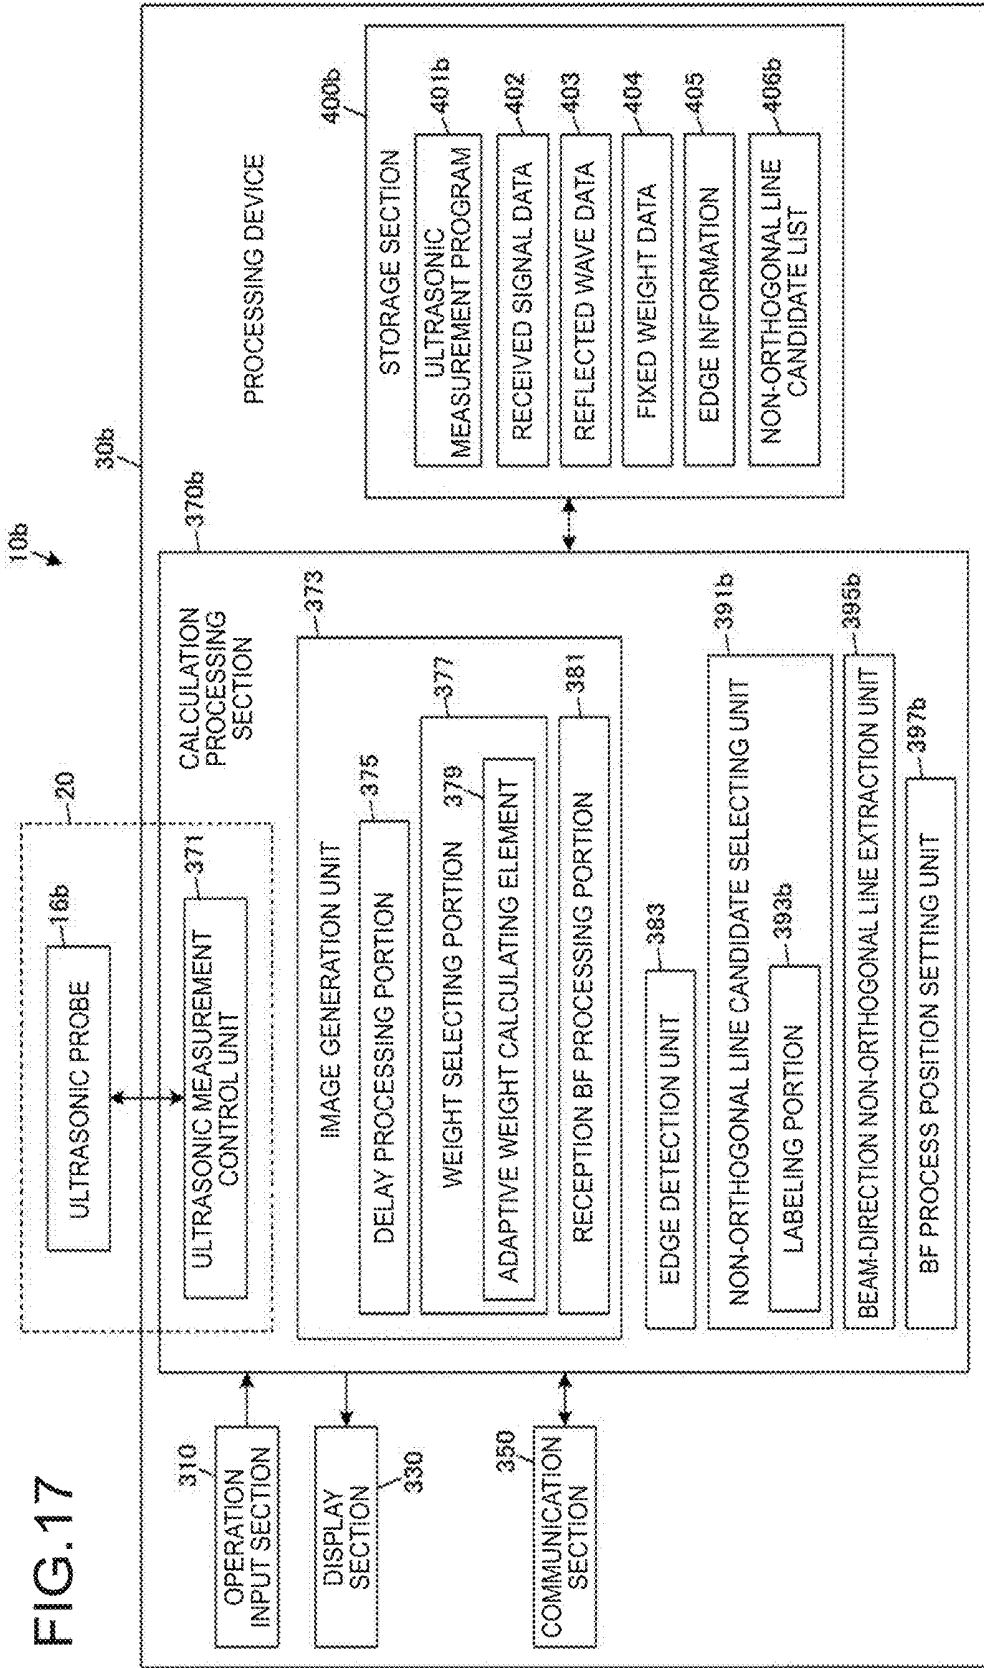 FIG.17
10b
20
16b
ULTRASONIC PROBE
30b
371
ULTRASONIC MEASUREMENT
CONTROL UNIT
CALCULATION
PROCESSING
SECTION
370b
PROCESSING DEVICE
310
OPERATION
INPUT SECTION
DISPLAY
SECTION
330
350
COMMUNICATION
SECTION
IMAGE GENERATION UNIT
373
DELAY PROCESSING PORTION
375
WEIGHT SELECTING PORTION
377
379
ADAPTIVE WEIGHT CALCULATING ELEMENT
RECEPTION BF PROCESSING PORTION
381
EDGE DETECTION UNIT
383
NON-ORTHOGONAL LINE CANDIDATE SELECTING UNIT
391b
LABELING PORTION
393b
BEAM-DIRECTION NON-ORTHOGONAL LINE EXTRACTION UNIT
395b
BF PROCESS POSITION SETTING UNIT
397b
400b
STORAGE SECTION
ULTRASONIC
MEASUREMENT PROGRAM
401b
RECEIVED SIGNAL DATA
402
REFLECTED WAVE DATA
403
FIXED WEIGHT DATA
404
EDGE INFORMATION
405
NON-ORTHOGONAL LINE
CANDIDATE LIST
406b